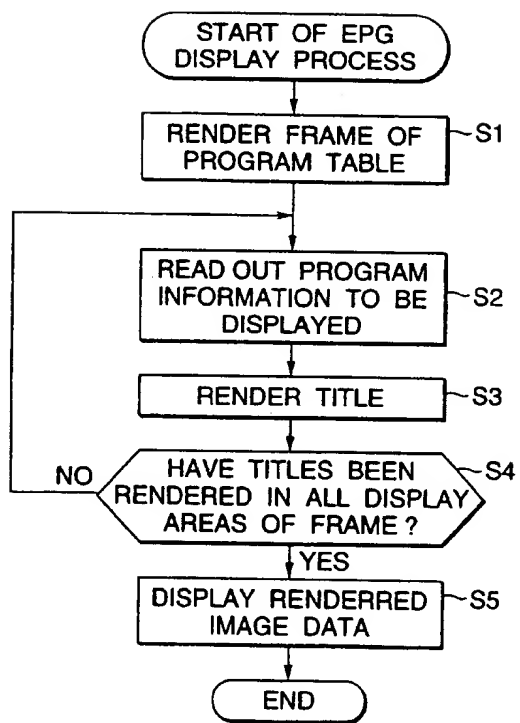 START OF EPG
DISPLAY PROCESS
RENDER FRAME OF
PROGRAM TABLE
S1
READ OUT PROGRAM
INFORMATION TO BE
DISPLAYED
S2
RENDER TITLE
S3
HAVE TITLES BEEN
RENDERED IN ALL DISPLAY
AREAS OF FRAME?
S4
NO
YES
DISPLAY RENDERRED
IMAGE DATA
S5
END